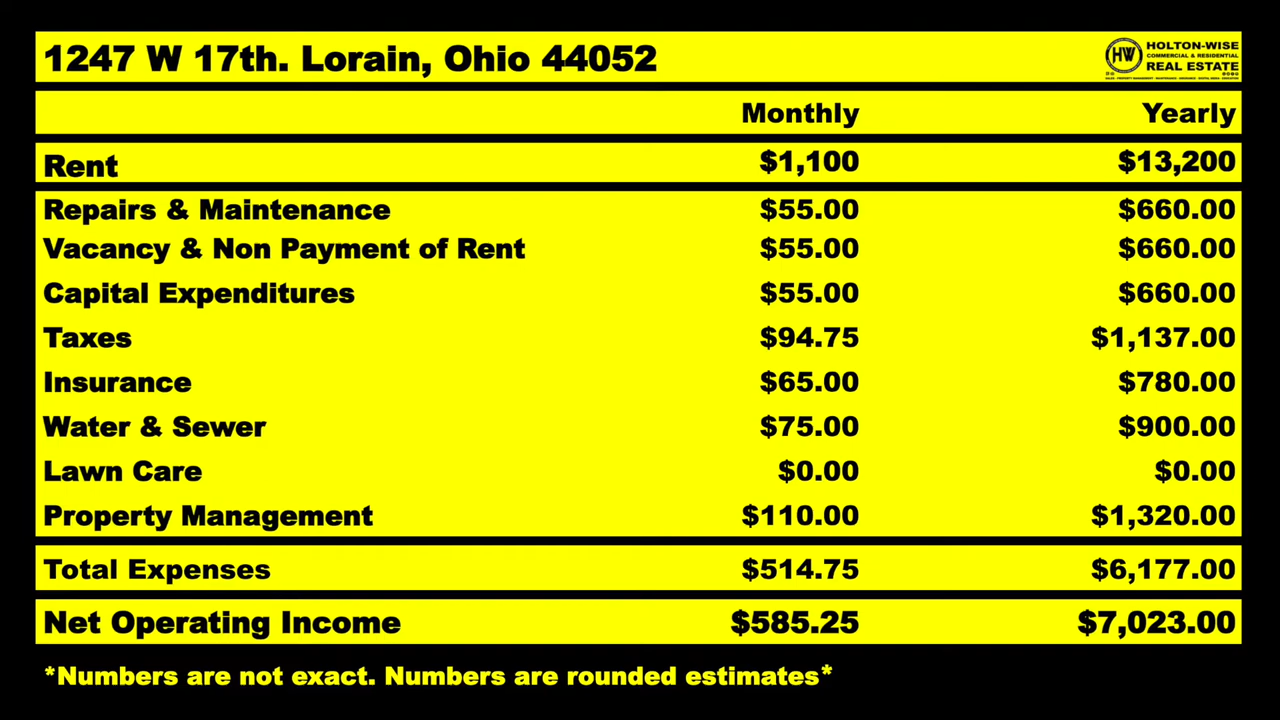 1247 W 17th. Lorain, Ohio 44052
HW
HOLTON-WISE
COMMERCIAL & RESIDENTIAL
REAL ESTATE
Monthly Yearly
Rent $1,100 $13,200
Repairs & Maintenance $55.00 $660.00
Vacancy & Non Payment of Rent $55.00 $660.00
Capital Expenditures $55.00 $660.00
Taxes $94.75 $1,137.00
Insurance $65.00 $780.00
Water & Sewer $75.00 $900.00
Lawn Care $0.00 $0.00
Property Management $110.00 $1,320.00
Total Expenses $514.75 $6,177.00
Net Operating Income $585.25 $7,023.00
*Numbers are not exact. Numbers are rounded estimates*